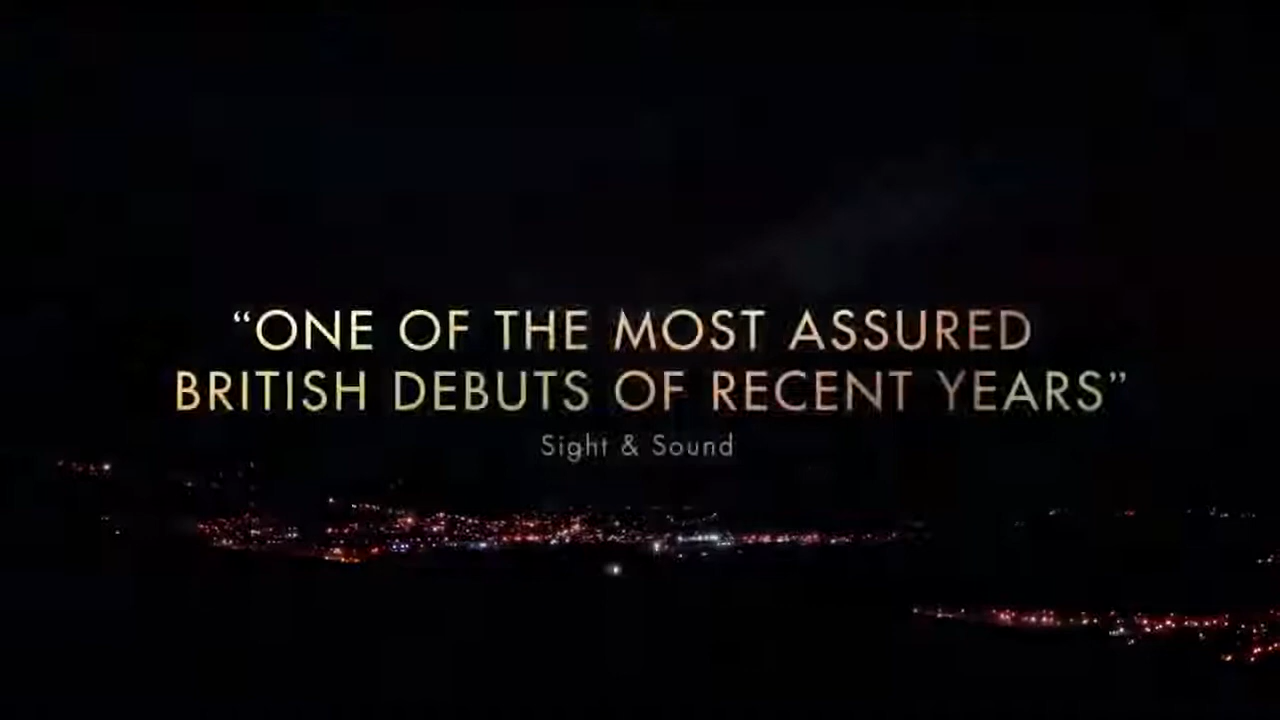 “ONE OF THE MOST ASSURED
BRITISH DEBUTS OF RECENT YEARS”
Sight & Sound